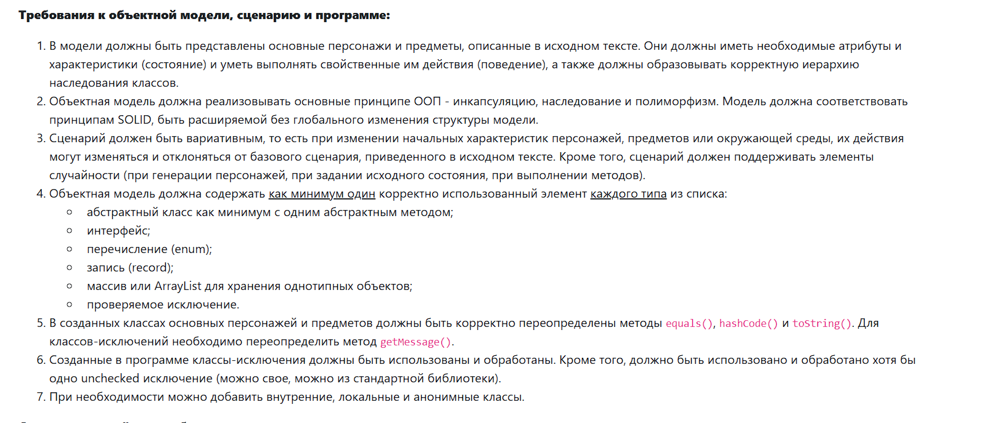 Требования к объектной модели, сценарию и программе:
1. В модели должны быть представлены основные персонажи и предметы, описанные в исходном тексте. Они должны иметь необходимые атрибуты и
характеристики (состояние) и уметь выполнять свойственные им действия (поведение), а также должны образовывать корректную иерархию
наследования классов.
2. Объектная модель должна реализовывать основные принципе ООП - инкапсуляцию, наследование и полиморфизм. Модель должна соответствовать
принципам SOLID, быть расширяемой без глобального изменения структуры модели.
3. Сценарий должен быть вариативным, то есть при изменении начальных характеристик персонажей, предметов или окружающей среды, их действия
могут изменяться и отклоняться от базового сценария, приведенного в исходном тексте. Кроме того, сценарий должен поддерживать элементы
случайности (при генерации персонажей, при задании исходного состояния, при выполнении методов).
4. Объектная модель должна содержать как минимум один корректно использованный элемент каждого типа из списка:
○ абстрактный класс как минимум с одним абстрактным методом;
○ интерфейс;
○ перечисление (enum);
○ запись (record);
○ массив или ArrayList для хранения однотипных объектов;
○ проверяемое исключение.
5. В созданных классах основных персонажей и предметов должны быть корректно переопределены методы equals(), hashCode() и toString(). Для
классов-исключений необходимо переопределить метод getMessage().
6. Созданные в программе классы-исключения должны быть использованы и обработаны. Кроме того, должно быть использовано и обработано хотя бы
одно unchecked исключение (можно свое, можно из стандартной библиотеки).
7. При необходимости можно добавить внутренние, локальные и анонимные классы.